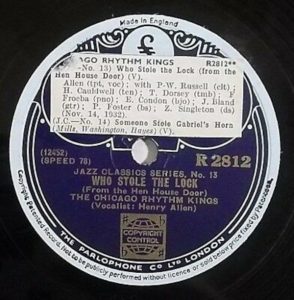 Made in England
£
AGO RHYTHM KINGS R2812**
No. 13) Who Stole the Lock (from the
Hen House Door) (V).
Allen (tpt, voc); with P-W. Russell (clt);
H. Cauldwell (ten); T. Dorsey (tmb); F
Froeba (pno); E. Condon (bjo); J. Bland
(gtr); P. Foster (bj); Z. Singleton (ds)
(Nov. 14, 1932).
(J.C.—No. 14) Someone Stole Gabriel's Horn
(Mills, Washington, Hayes) (V).
(12452)
(SPEED 78)
R 2812
JAZZ CLASSICS SERIES, No. 13
WHO STOLE THE LOCK
(From the Hen House Door)
THE CHICAGO RHYTHM KINGS
(Vocalist: Henry Allen)
COPYRIGHT
CONTROL
THE PARLOPHONE Co LTD LONDON